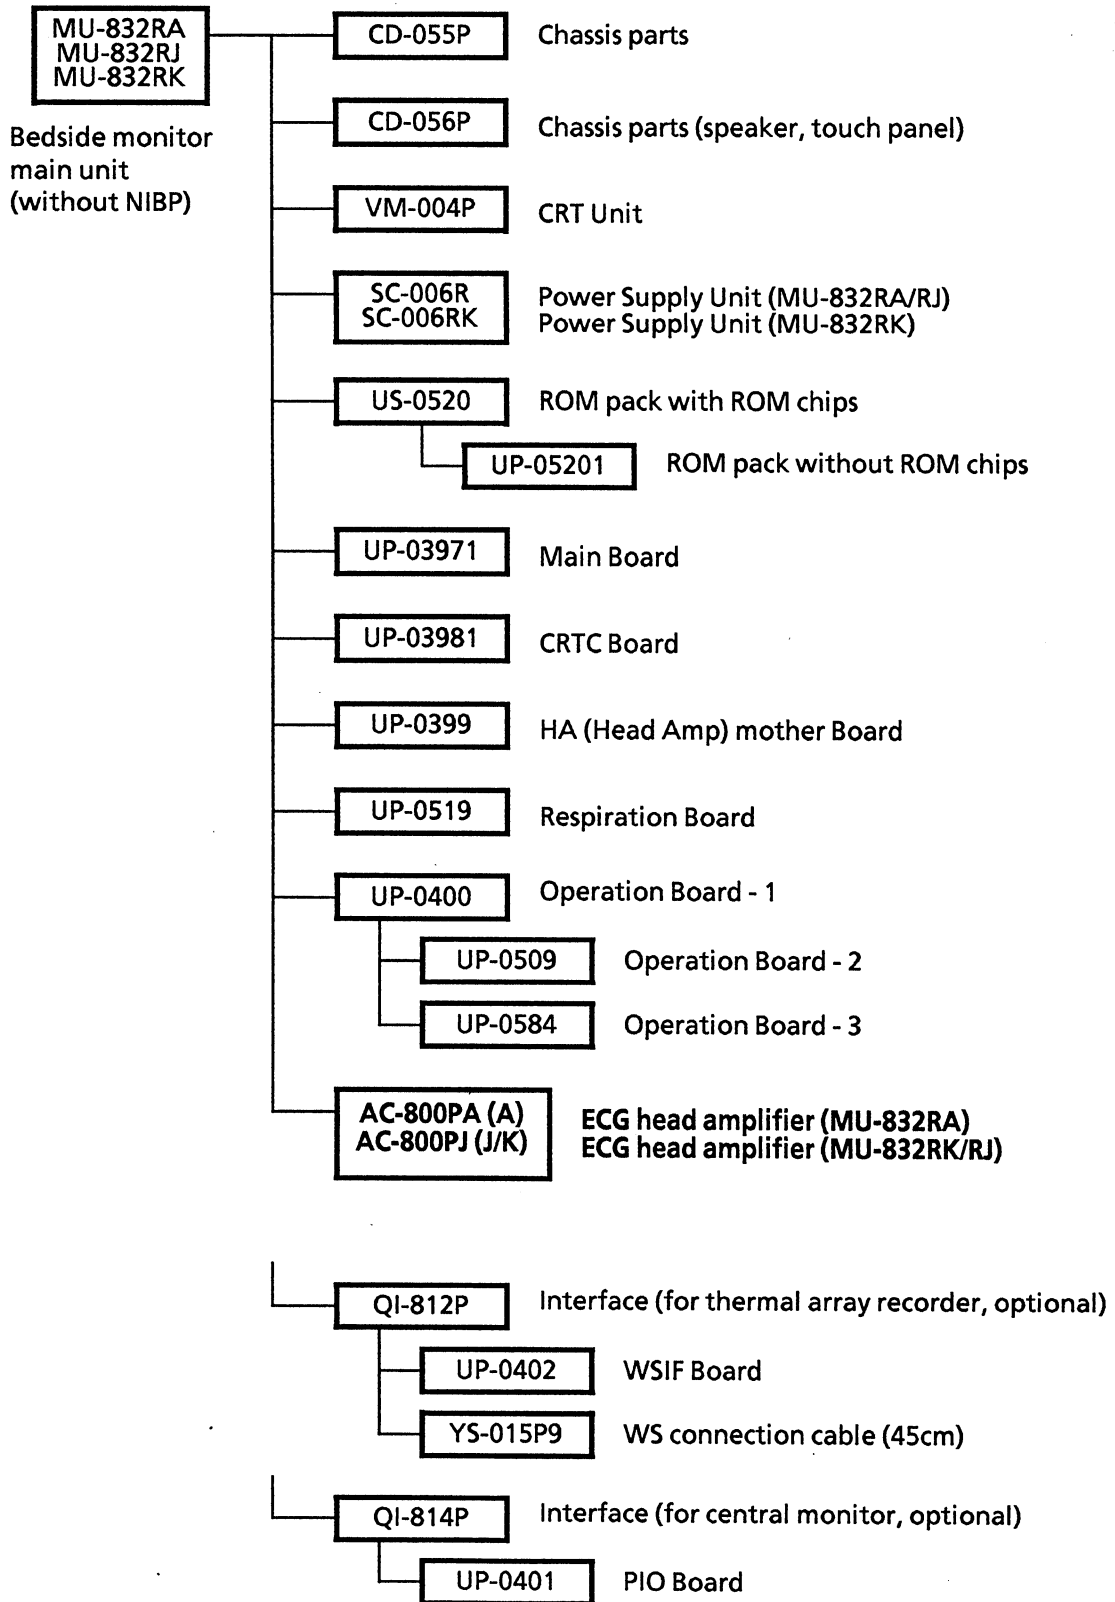 MU-832RA
MU-832RJ
MU-832RK
Bedside monitor
main unit
(without NIBP)
CD-055P Chassis parts
CD-056P Chassis parts (speaker, touch panel)
VM-004P CRT Unit
SC-006R Power Supply Unit (MU-832RA/RJ)
SC-006RK Power Supply Unit (MU-832RK)
US-0520 ROM pack with ROM chips
UP-05201 ROM pack without ROM chips
UP-03971 Main Board
UP-03981 CRTC Board
UP-0399 HA (Head Amp) mother Board
UP-0519 Respiration Board
UP-0400 Operation Board - 1
UP-0509 Operation Board - 2
UP-0584 Operation Board - 3
AC-800PA (A) ECG head amplifier (MU-832RA)
AC-800PJ (J/K) ECG head amplifier (MU-832RK/RJ)
QI-812P Interface (for thermal array recorder, optional)
UP-0402 WSIF Board
YS-015P9 WS connection cable (45cm)
QI-814P Interface (for central monitor, optional)
UP-0401 PIO Board